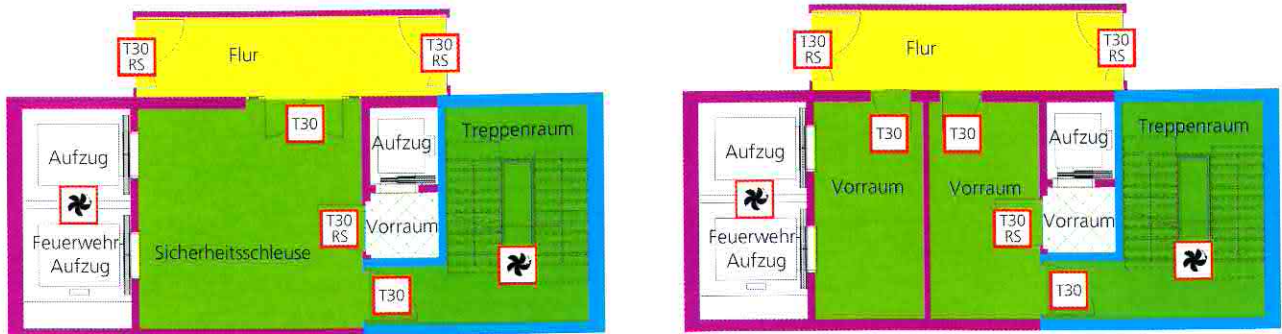 T30
RS
Flur
T30
RS
T30
Aufzug
Treppenraum
Aufzug
T30
RS
Vorraum
Feuerwehr-
Aufzug
Sicherheitsschleuse
T30
T30
RS
Flur
T30
RS
T30
T30
Aufzug
Treppenraum
Aufzug
Vorraum
Vorraum
T30
RS
Vorraum
Feuerwehr-
Aufzug
T30